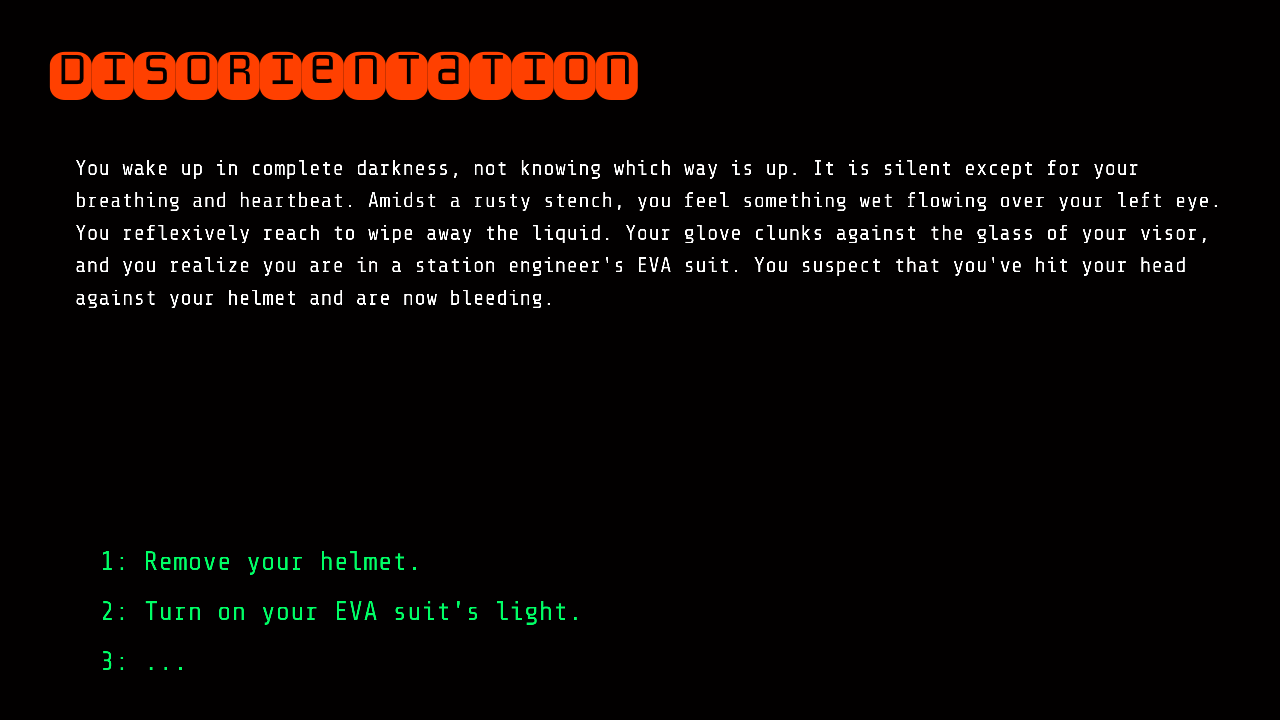 DISORIENTATION
You wake up in complete darkness, not knowing which way is up. It is silent except for your
breathing and heartbeat. Amidst a rusty stench, you feel something wet flowing over your left eye.
You reflexively reach to wipe away the liquid. Your glove clunks against the glass of your visor,
and you realize you are in a station engineer's EVA suit. You suspect that you've hit your head
against your helmet and are now bleeding.
1: Remove your helmet.
2: Turn on your EVA suit's light.
3: ...